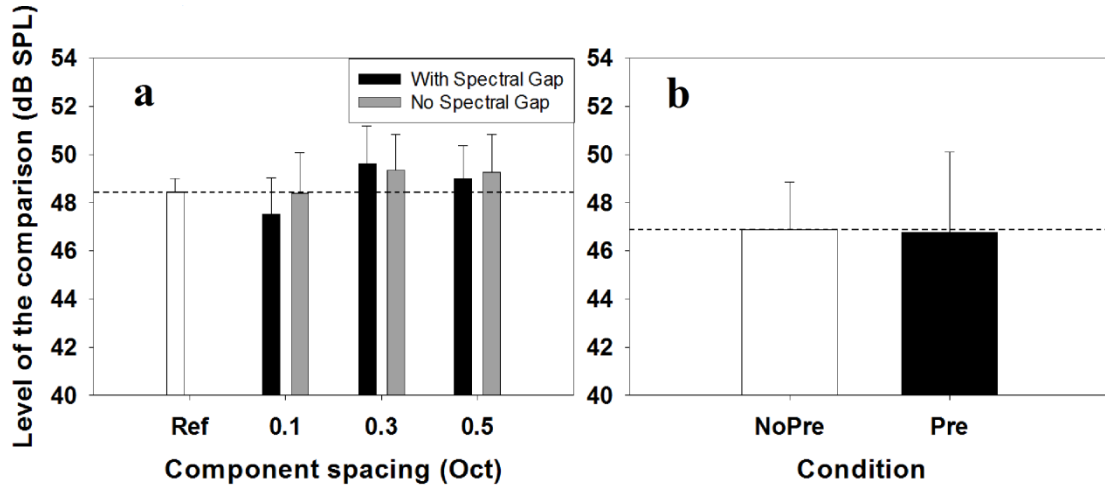 Level of the comparison (dB SPL)
54
52
50
48
46
44
42
40
a
With Spectral Gap
No Spectral Gap
Ref 0.1 0.3 0.5
Component spacing (Oct)
54
52
50
48
46
44
42
40
b
NoPre Pre
Condition